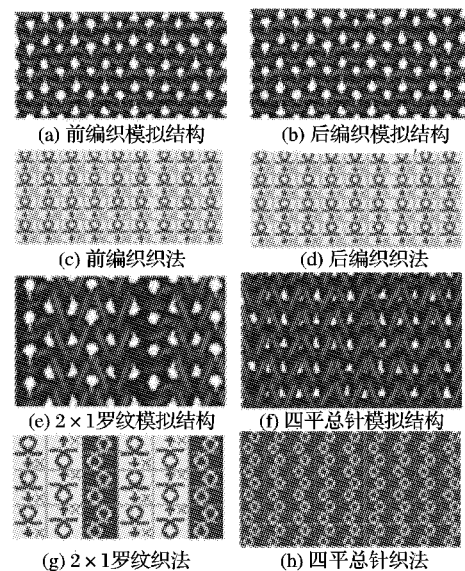 (a) 前编织模拟结构
(b) 后编织模拟结构
(c) 前编织织法
(d) 后编织织法
(e) 2×1罗纹模拟结构
(f) 四平总针模拟结构
(g) 2×1罗纹织法
(h) 四平总针织法